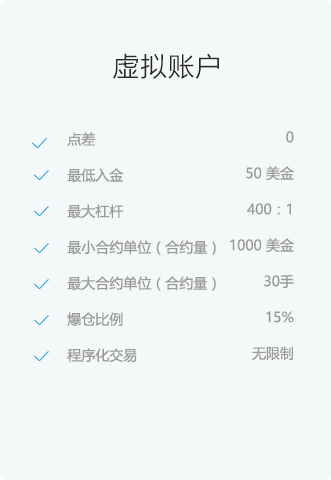 虚拟账户
点差 0
最低入金 50 美金
最大杠杆 400：1
最小合约单位（合约量） 1000 美金
最大合约单位（合约量） 30手
爆仓比例 15%
程序化交易 无限制